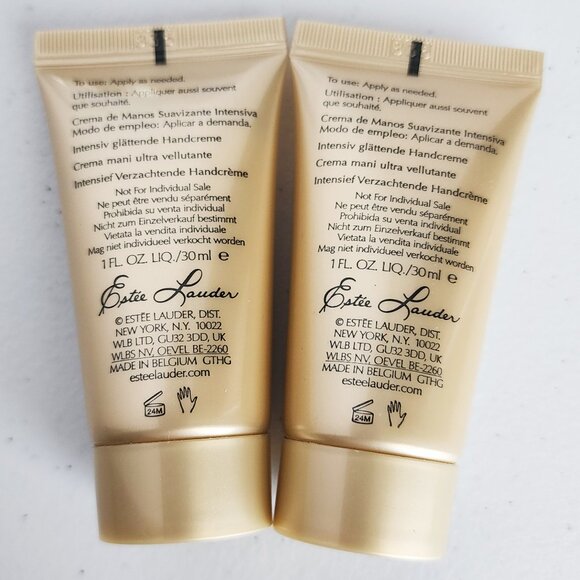 To use: Apply as needed.
Utilisation : Appliquer aussi souvent
que souhaité.
Crema de Manos Suavizante Intensiva
Modo de empleo: Aplicar a demanda.
Intensiv glättende Handcreme
Crema mani ultra vellutante
Intensief Verzachtende Handcrème
Not For Individual Sale
Ne peut être vendu séparément
Prohibida su venta individual
Nicht zum Einzelverkauf bestimmt
Vietata la vendita individuale
Mag niet individueel verkocht worden
1 FL. OZ. LIQ./30 ml ℮
Estée Lauder
© ESTÉE LAUDER, DIST.
NEW YORK, N.Y. 10022
WLB LTD, GU32 3DD, UK
WLBS NV, OEVEL BE-2260
MADE IN BELGIUM GTHG
esteelauder.com
24M
To use: Apply as needed.
Utilisation : Appliquer aussi souvent
que souhaité.
Crema de Manos Suavizante Intensiva
Modo de empleo: Aplicar a demanda.
Intensiv glättende Handcreme
Crema mani ultra vellutante
Intensief Verzachtende Handcrème
Not For Individual Sale
Ne peut être vendu séparément
Prohibida su venta individual
Nicht zum Einzelverkauf bestimmt
Vietata la vendita individuale
Mag niet individueel verkocht worden
1 FL. OZ. LIQ./30 ml ℮
Estée Lauder
© ESTÉE LAUDER, DIST.
NEW YORK, N.Y. 10022
WLB LTD, GU32 3DD, UK
WLBS NV, OEVEL BE-2260
MADE IN BELGIUM GTHG
esteelauder.com
24M